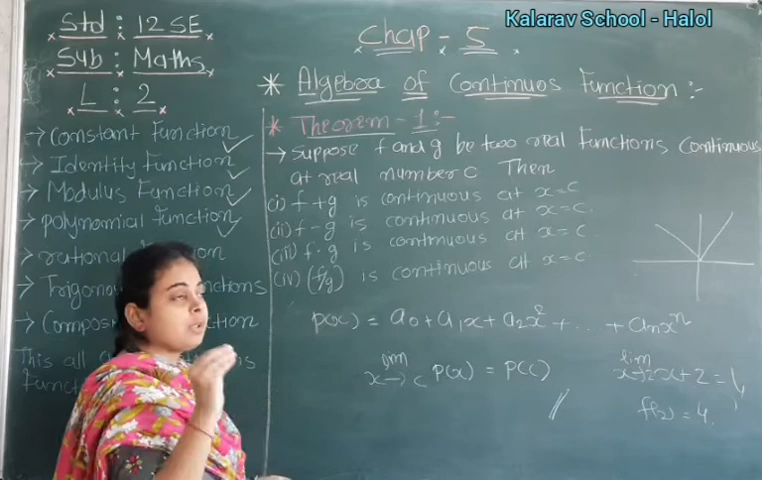 Kalarav School - Halol
Std : 12 SE
Sub : Maths
L : 2
→ Constant Function
→ Identity Function
→ Modulus Function
→ Polynomial Function
→ rational
→ Trigono
→ Compos
This all
Func
Chap - 5
* Algebra of Continuos Function :-
* Theorem - 1 :-
→ Suppose f and g be two real Functions Continuous
at real number c Then
(i) f + g is continuous at x = c
(ii) f - g is continuous at x = c.
(iii) f · g is continuous at x = c
(iv) (f/g) is continuous at x = c
p(x) = a₀ + a₁x + a₂x² + .. + aₙxⁿ
lim x→c P(x) = P(c)
lim x→2 x + 2 = 4
f(2) = 4.